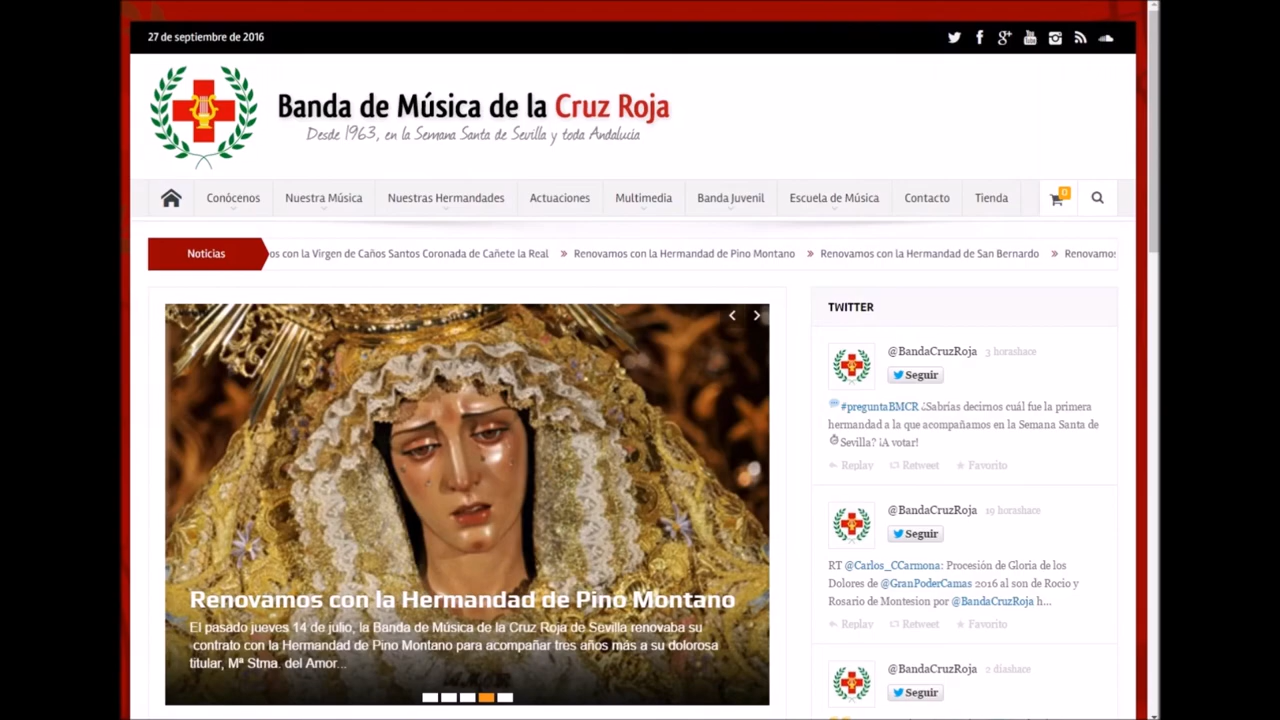 27 de septiembre de 2016
Banda de Música de la Cruz Roja
Desde 1963, en la Semana Santa de Sevilla y toda Andalucia
Conócenos Nuestra Música Nuestras Hermandades Actuaciones Multimedia Banda Juvenil Escuela de Música Contacto Tienda 0
Noticias os con la Virgen de Caños Santos Coronada de Cañete la Real » Renovamos con la Hermandad de Pino Montano » Renovamos con la Hermandad de San Bernardo » Renovamos
Renovamos con la Hermandad de Pino Montano
El pasado jueves 14 de julio, la Banda de Música de la Cruz Roja de Sevilla renovaba su
contrato con la Hermandad de Pino Montano para acompañar tres años más a su dolorosa
titular, Mª Stma. del Amor...
TWITTER
@BandaCruzRoja 3 horashace
Seguir
#preguntaBMCR ¿Sabrías decirnos cuál fue la primera
hermandad a la que acompañamos en la Semana Santa de
Sevilla? ¡A votar!
Replay Retweet Favorito
@BandaCruzRoja 19 horashace
Seguir
RT @Carlos_CCarmona: Procesión de Gloria de los
Dolores de @GranPoderCamas 2016 al son de Rocío y
Rosario de Montesion por @BandaCruzRoja h...
Replay Retweet Favorito
@BandaCruzRoja 2 diashace
Seguir